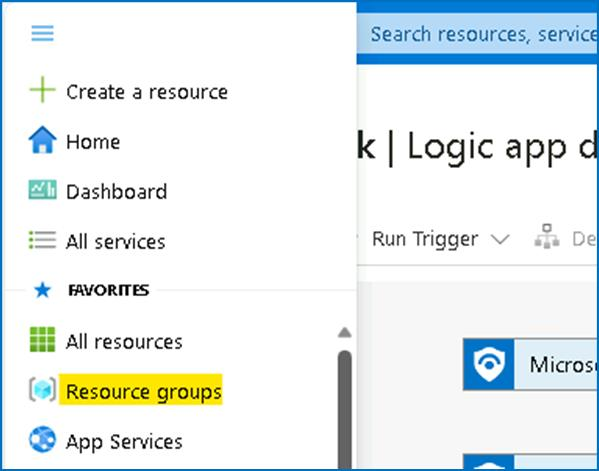 Search resources, service
Create a resource
Home
k | Logic app d
Dashboard
All services
Run Trigger
De
FAVORITES
All resources
Micros
Resource groups
App Services